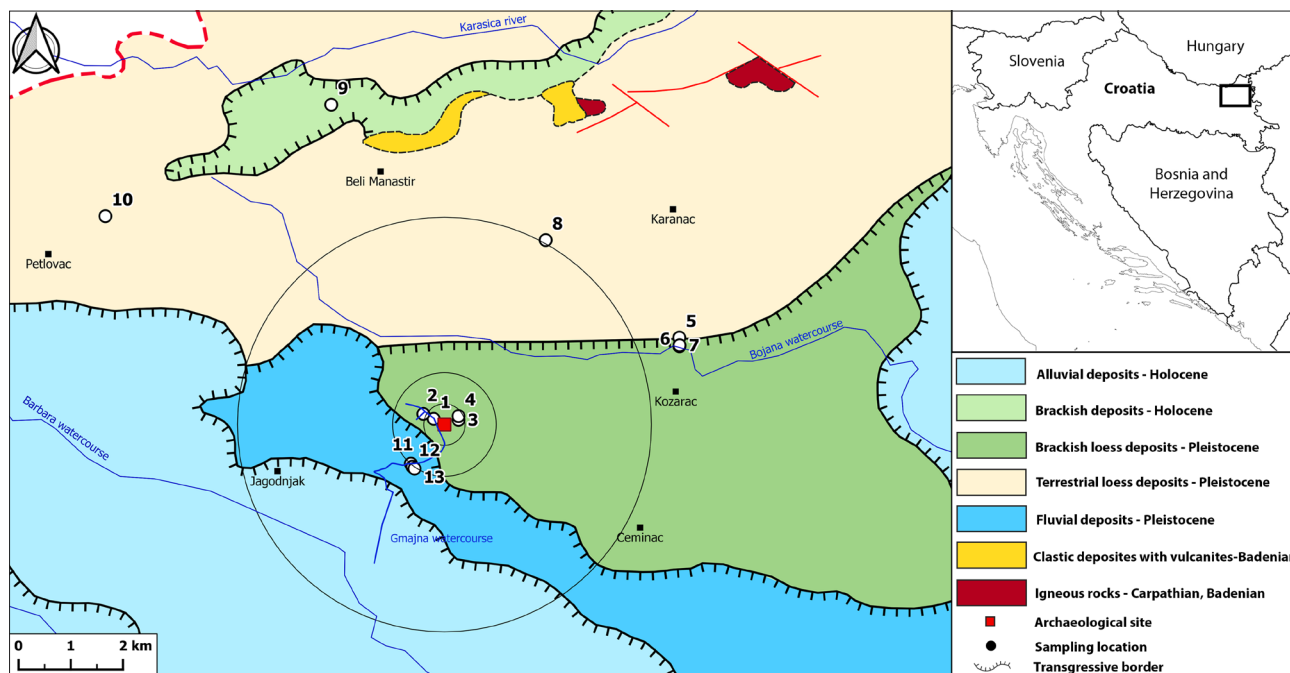 Karasica river
9
Beli Manastir
10
Petlovac
8
Karanac
5
6
7
Bojana watercourse
Kozarac
2
1
4
3
11
12
13
Barbara watercourse
Jagodnjak
Gmajna watercourse
Ceminac
0
1
2 km
Slovenia
Hungary
Croatia
Bosnia and
Herzegovina
Alluvial deposits - Holocene
Brackish deposits - Holocene
Brackish loess deposits - Pleistocene
Terrestrial loess deposits - Pleistocene
Fluvial deposits - Pleistocene
Clastic deposites with vulcanites-Badenian
Igneous rocks - Carpathian, Badenian
Archaeological site
Sampling location
Transgressive border